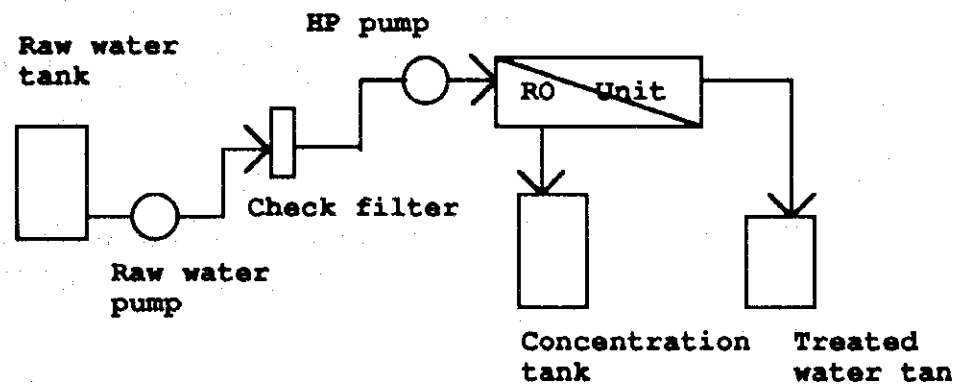 HP pump
Raw water
tank
RO Unit
Check filter
Raw water
pump
Concentration
tank
Treated
water tan